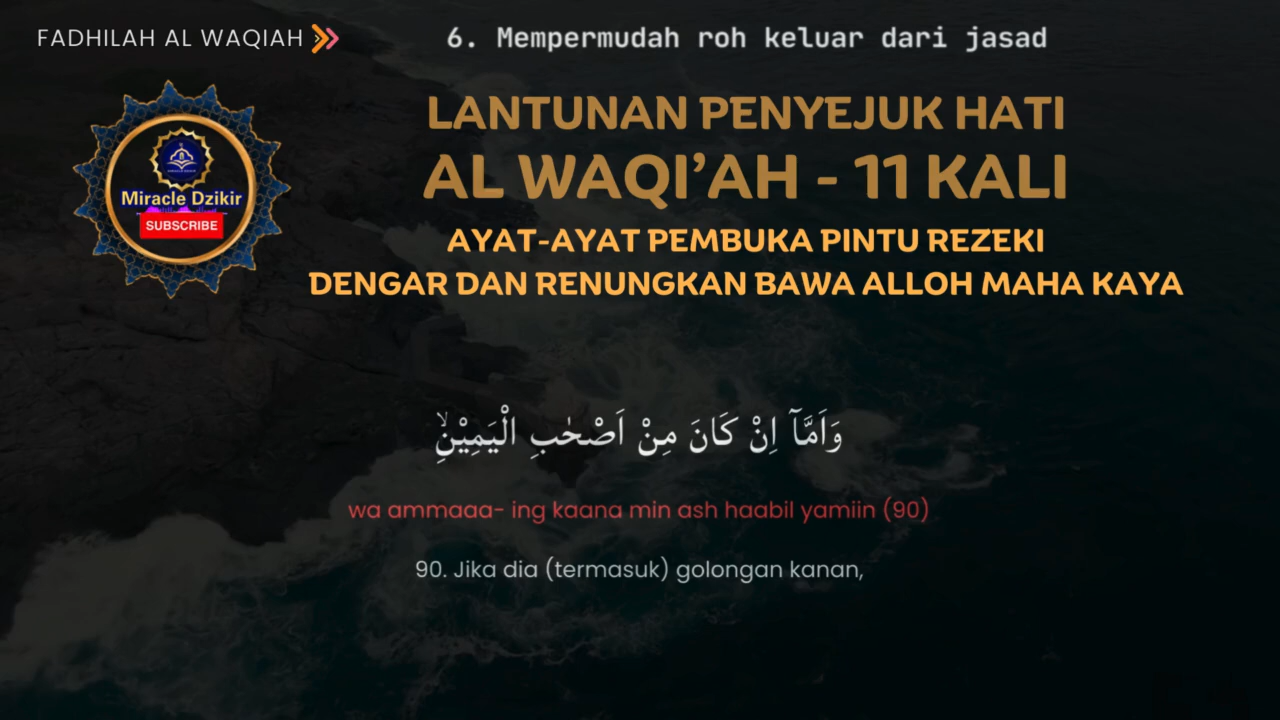 FADHILAH AL WAQIAH
6. Mempermudah roh keluar dari jasad
LANTUNAN PENYEJUK HATI
AL WAQI’AH - 11 KALI
AYAT-AYAT PEMBUKA PINTU REZEKI
DENGAR DAN RENUNGKAN BAWA ALLOH MAHA KAYA
Miracle Dzikir
SUBSCRIBE
وَاَمَّآ اِنْ كَانَ مِنْ اَصْحٰبِ الْيَمِيْنِۙ
wa ammaaa- ing kaana min ash haabil yamiin (90)
90. Jika dia (termasuk) golongan kanan,